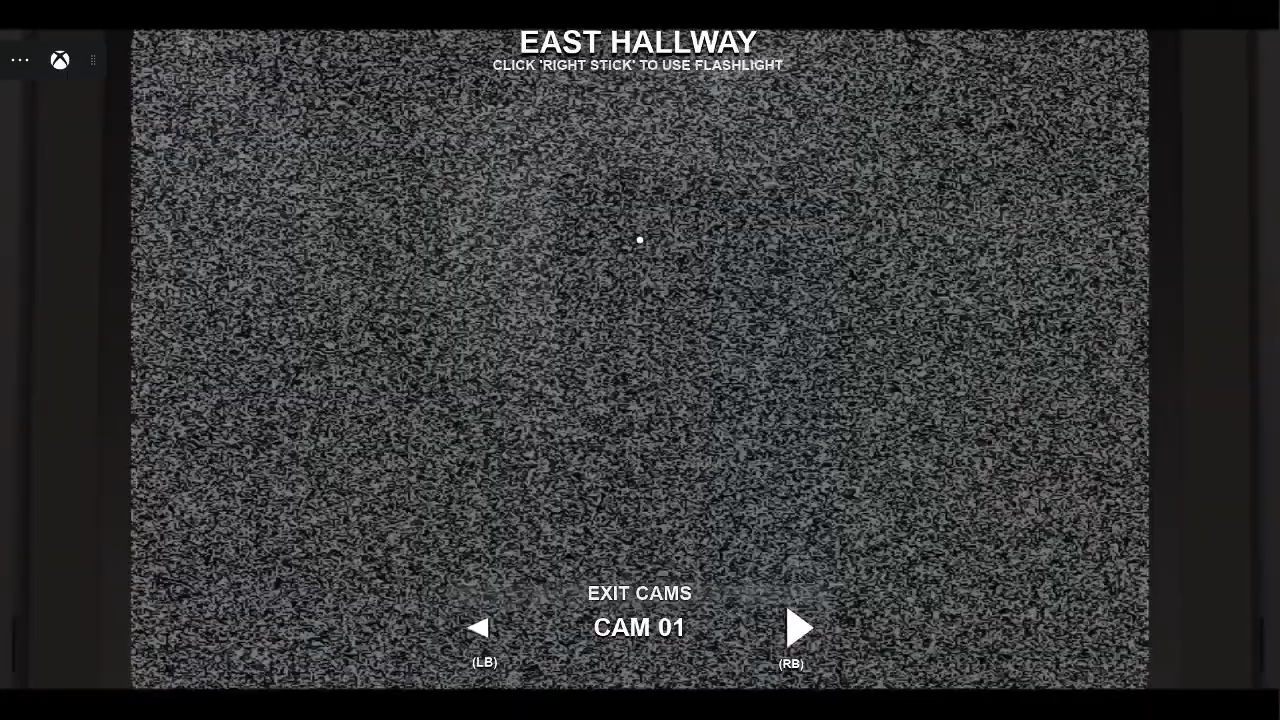 EAST HALLWAY
CLICK 'RIGHT STICK' TO USE FLASHLIGHT
EXIT CAMS
CAM 01
(LB)
(RB)